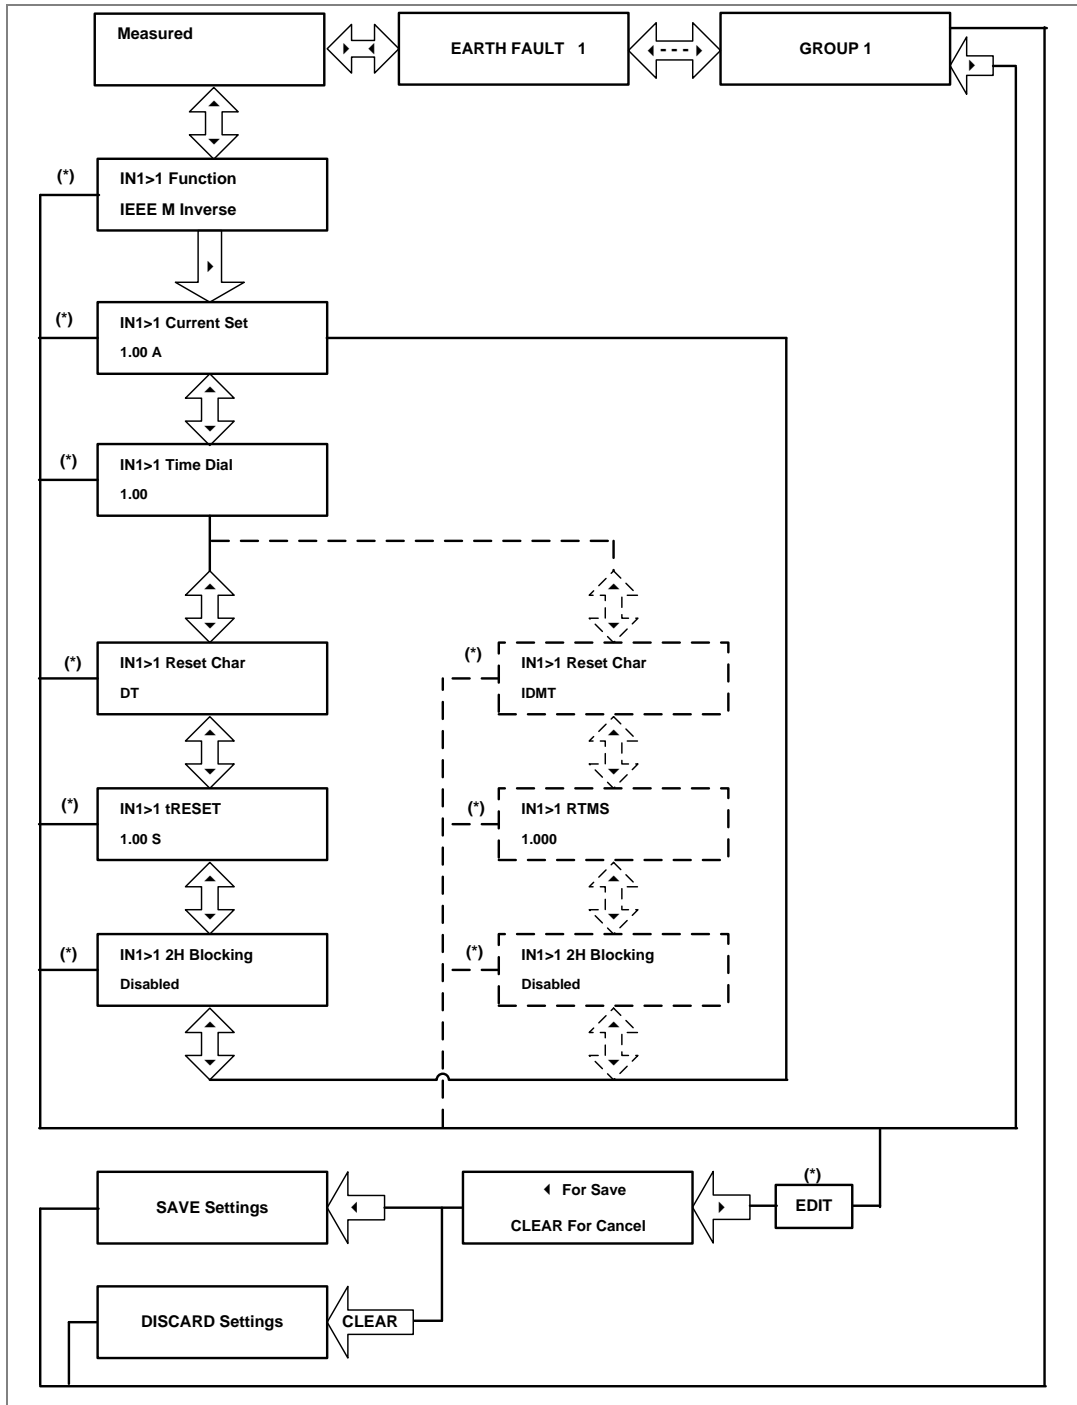 Measured
EARTH FAULT 1
GROUP 1
(*)
IN1>1 Function
IEEE M Inverse
(*)
IN1>1 Current Set
1.00 A
(*)
IN1>1 Time Dial
1.00
(*)
IN1>1 Reset Char
DT
(*)
IN1>1 Reset Char
IDMT
(*)
IN1>1 tRESET
1.00 S
(*)
IN1>1 RTMS
1.000
(*)
IN1>1 2H Blocking
Disabled
(*)
IN1>1 2H Blocking
Disabled
SAVE Settings
For Save
CLEAR For Cancel
(*)
EDIT
DISCARD Settings
CLEAR